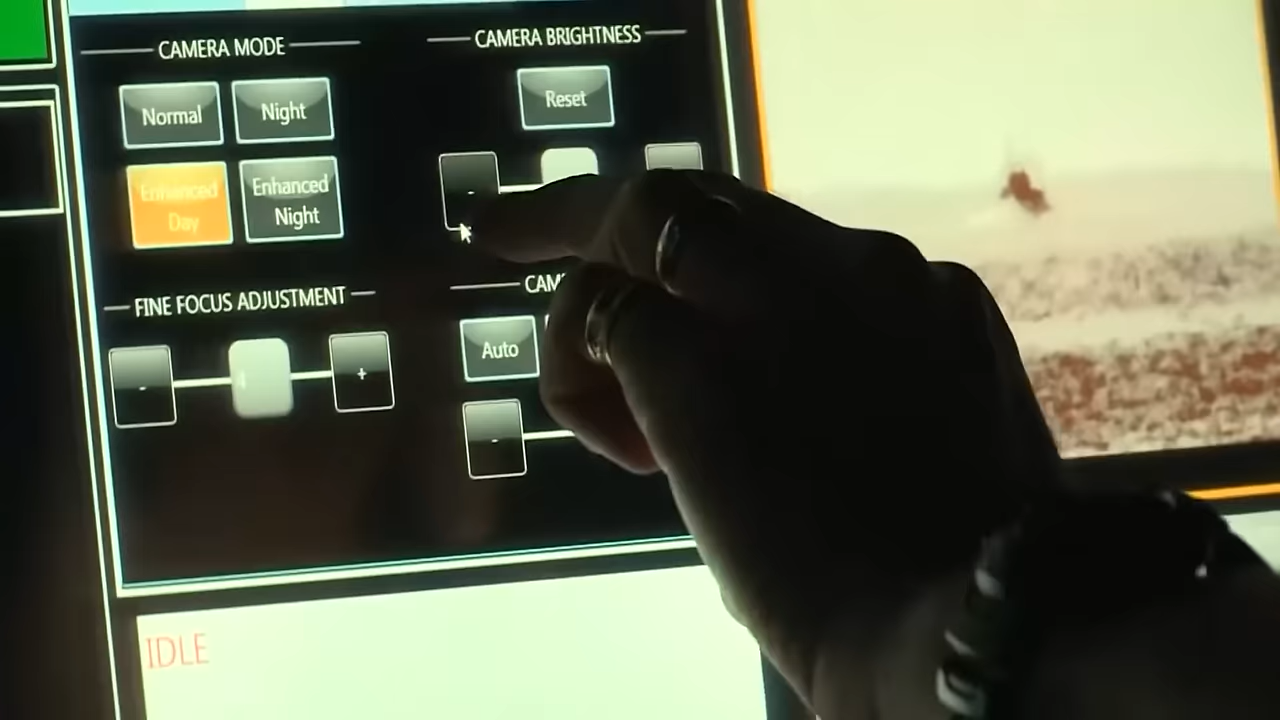 CAMERA MODE
CAMERA BRIGHTNESS
Normal
Night
Reset
-
Enhanced
Day
Enhanced
Night
FINE FOCUS ADJUSTMENT
-
+
Auto
-
IDLE